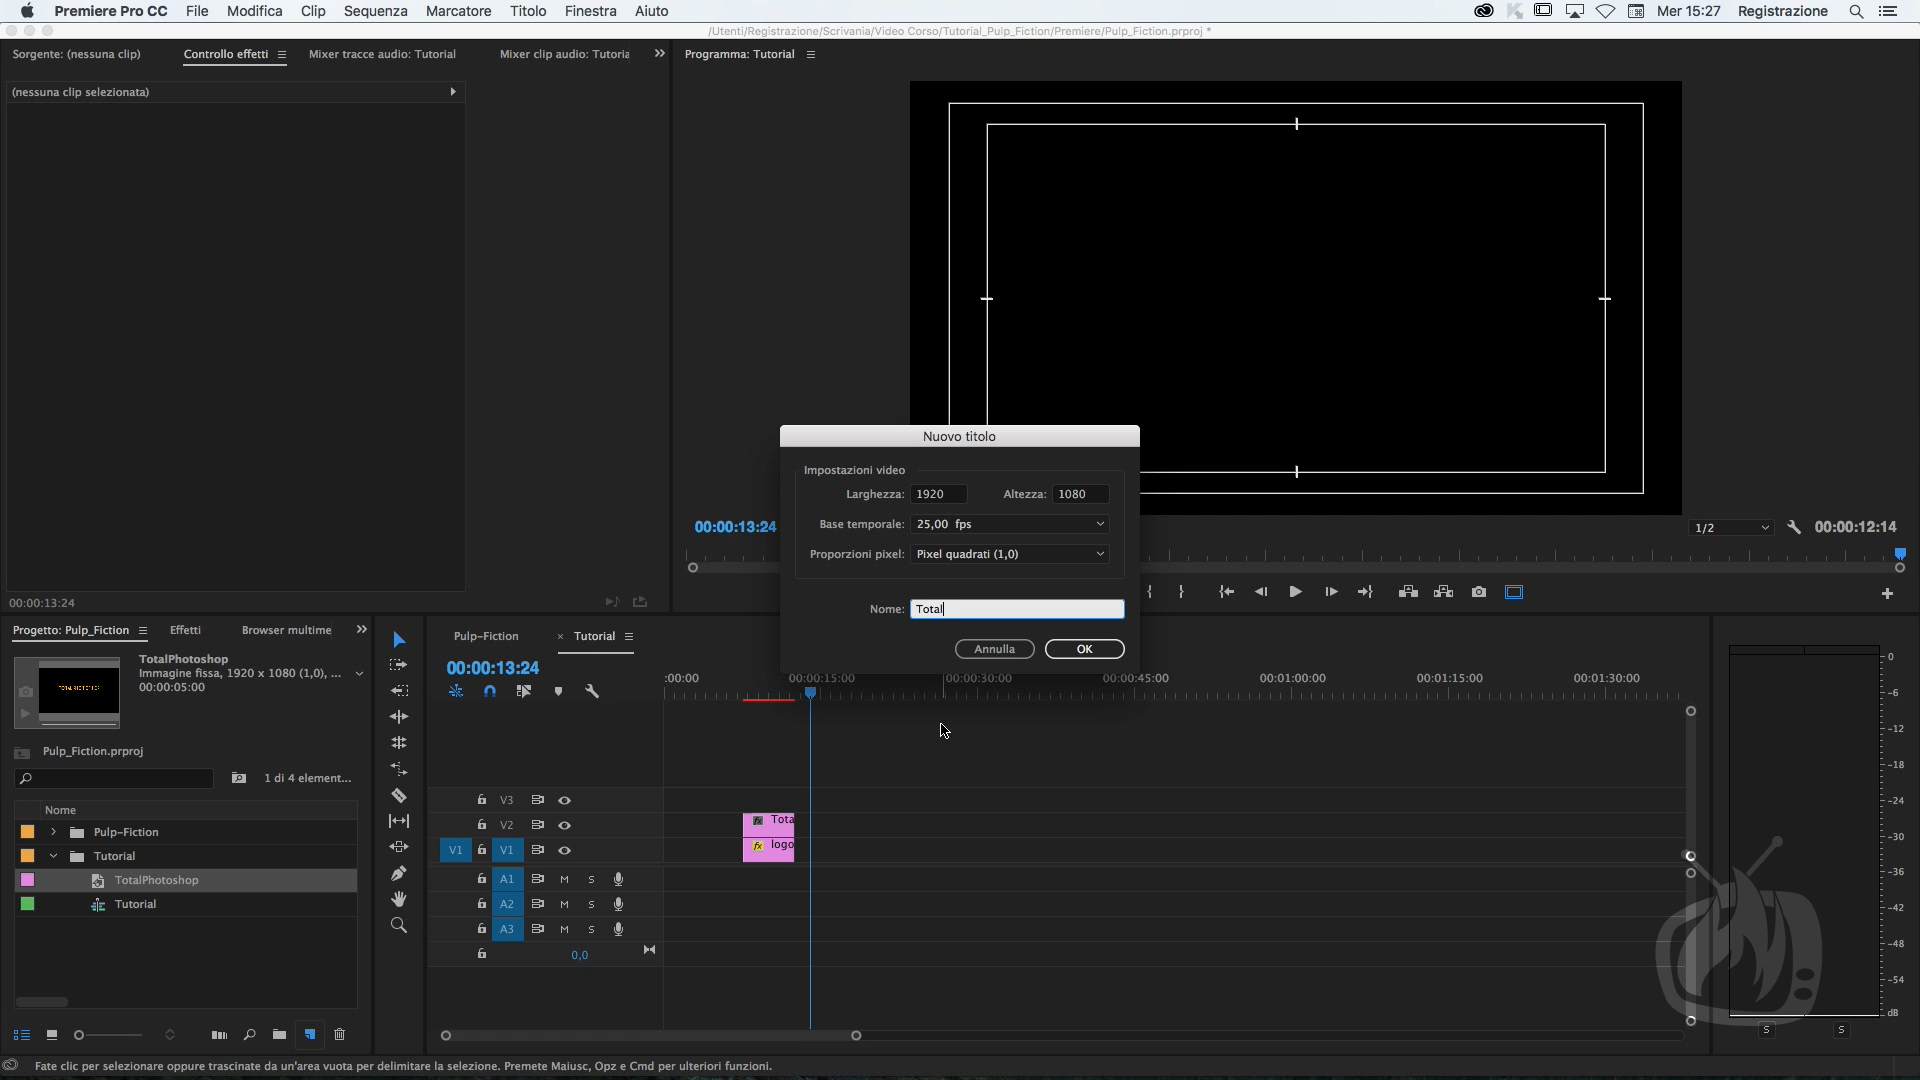 Premiere Pro CC File Modifica Clip Sequenza Marcatore Titolo Finestra Aiuto Mer 15:27 Registrazione
/Utenti/Registrazione/Scrivania/Video Corso/Tutorial_Pulp_Fiction/Premiere/Pulp_Fiction.prproj *
Sorgente: (nessuna clip) Controllo effetti Mixer tracce audio: Tutorial Mixer clip audio: Tutoria Programma: Tutorial
(nessuna clip selezionata)
Nuovo titolo
Impostazioni video
Larghezza: 1920 Altezza: 1080
Base temporale: 25,00 fps
Proporzioni pixel: Pixel quadrati (1,0)
Nome: Total
Annulla OK
00:00:13:24 1/2 00:00:12:14
00:00:13:24
Progetto: Pulp_Fiction Effetti Browser multime
TotalPhotoshop
Immagine fissa, 1920 x 1080 (1,0), ...
00:00:05:00
Pulp_Fiction.prproj
1 di 4 element...
Nome
Pulp-Fiction
Tutorial
TotalPhotoshop
Tutorial
Pulp-Fiction × Tutorial
00:00:13:24
:00:00 00:00:15:00 00:00:30:00 00:00:45:00 00:01:00:00 00:01:15:00 00:01:30:00
V3
V2 fx Tota
V1 V1 fx logo
A1 M S
A2 M S
A3 M S
0,0
0
-6
-12
-18
-24
-30
-36
-42
-48
-54
dB
S S
Fate clic per selezionare oppure trascinate da un'area vuota per delimitare la selezione. Premete Maiusc, Opz e Cmd per ulteriori funzioni.